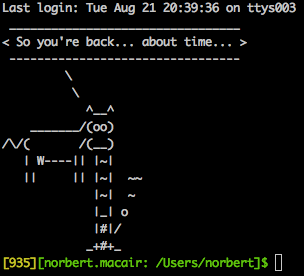 Last login: Tue Aug 21 20:39:36 on ttys003
 _______________________________
< So you're back... about time... >
 -------------------------------
        \
         \
           ^__^
    _______/(oo)
/\/(       /(__)
   | W----|| |~|
   ||     || |~|  ~~
             |~|  ~
             |_| o
             |#|/
            _+#+_
[935][norbert.macair: /Users/norbert]$